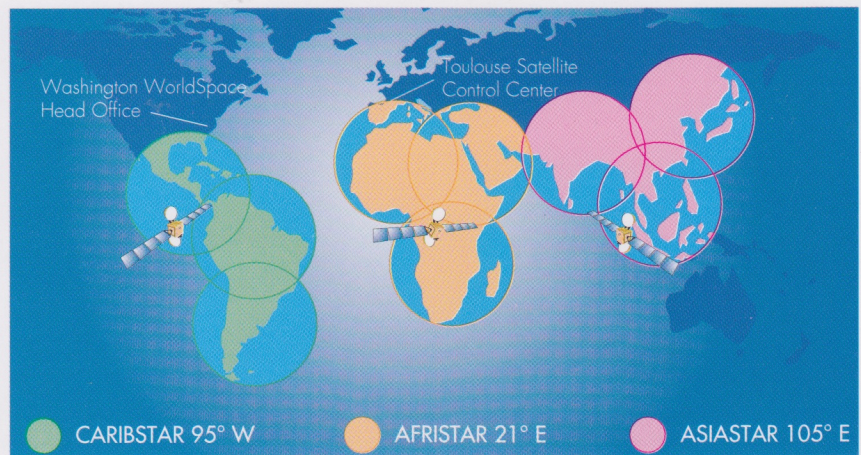 Washington WorldSpace
Head Office
Toulouse Satellite
Control Center
CARIBSTAR 95° W
AFRISTAR 21° E
ASIASTAR 105° E